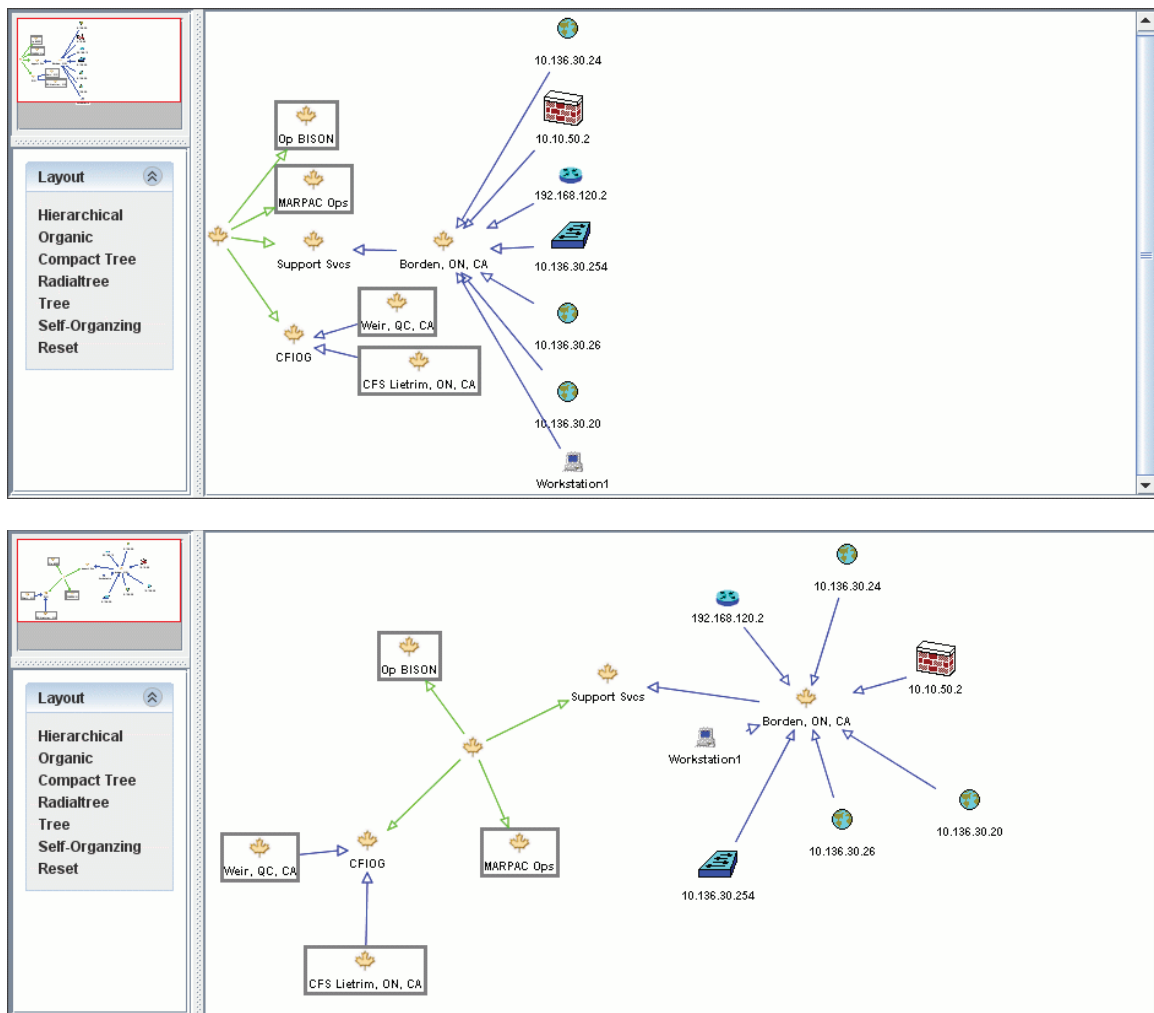 10.136.30.24
10.10.50.2
Op BISON
Layout
MARPAC Ops
192.168.120.2
Hierarchical
Organic
Compact Tree
Radialtree
Tree
Self-Organzing
Reset
Support Svcs
Borden, ON, CA
10.136.30.254
Weir, QC, CA
10.136.30.26
CFIOG
CFS Lietrim, ON, CA
10.136.30.20
Workstation1
10.136.30.24
192.168.120.2
Op BISON
10.10.50.2
Layout
Support Svcs
Borden, ON, CA
Hierarchical
Organic
Compact Tree
Radialtree
Tree
Self-Organzing
Reset
Workstation1
10.136.30.20
10.136.30.26
Weir, QC, CA
CFIOG
MARPAC Ops
10.136.30.254
CFS Lietrim, ON, CA